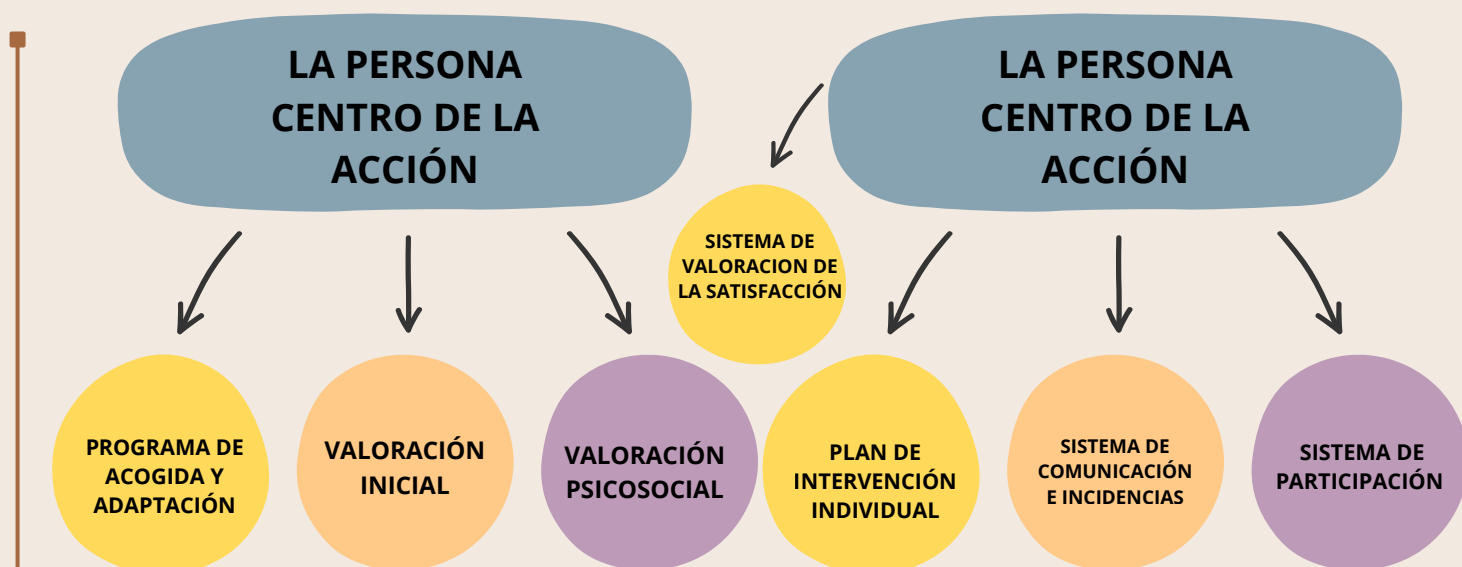 LA PERSONA
CENTRO DE LA
ACCIÓN
LA PERSONA
CENTRO DE LA
ACCIÓN
SISTEMA DE
VALORACION DE
LA SATISFACCIÓN
PROGRAMA DE
ACOGIDA Y
ADAPTACIÓN
VALORACIÓN
INICIAL
VALORACIÓN
PSICOSOCIAL
PLAN DE
INTERVENCIÓN
INDIVIDUAL
SISTEMA DE
COMUNICACIÓN
E INCIDENCIAS
SISTEMA DE
PARTICIPACIÓN